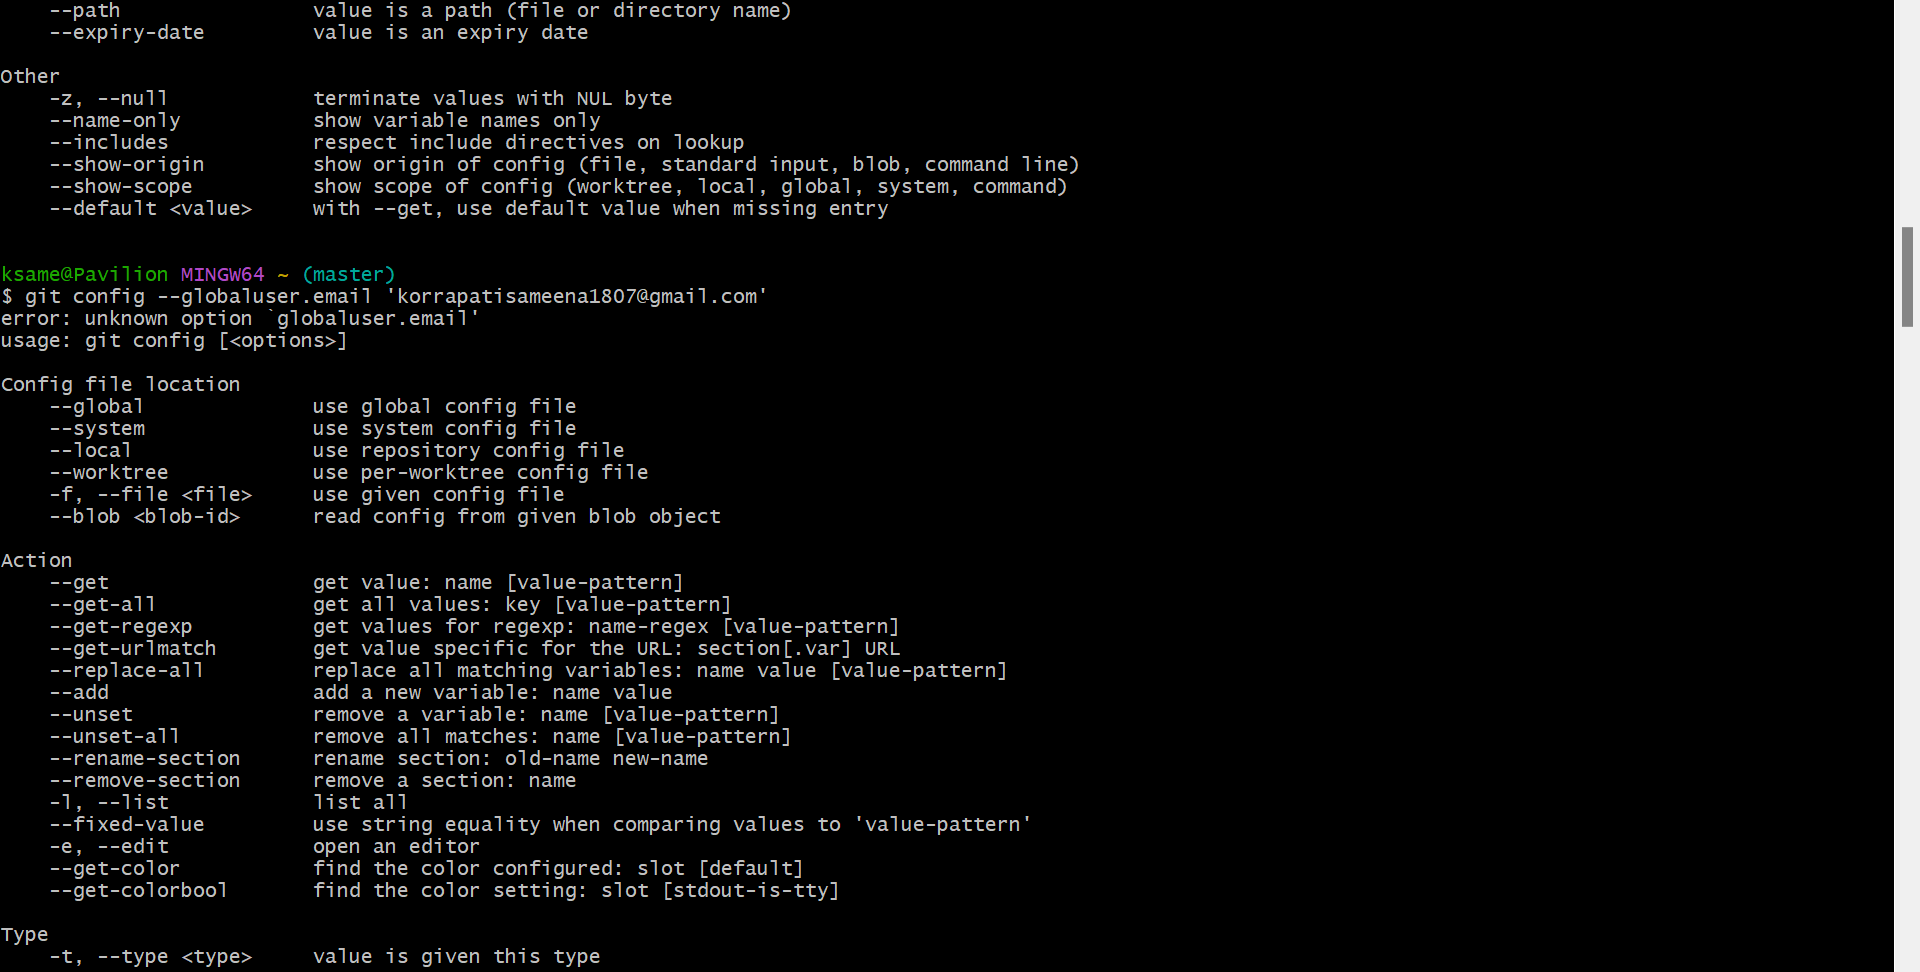 --path                value is a path (file or directory name)
--expiry-date         value is an expiry date
Other
-z, --null            terminate values with NUL byte
--name-only           show variable names only
--includes            respect include directives on lookup
--show-origin         show origin of config (file, standard input, blob, command line)
--show-scope          show scope of config (worktree, local, global, system, command)
--default <value>     with --get, use default value when missing entry
ksame@Pavilion MINGW64 ~ (master)
$ git config --globaluser.email 'korrapatisameena1807@gmail.com'
error: unknown option `globaluser.email'
usage: git config [<options>]
Config file location
--global              use global config file
--system              use system config file
--local               use repository config file
--worktree            use per-worktree config file
-f, --file <file>     use given config file
--blob <blob-id>      read config from given blob object
Action
--get                 get value: name [value-pattern]
--get-all             get all values: key [value-pattern]
--get-regexp          get values for regexp: name-regex [value-pattern]
--get-urlmatch        get value specific for the URL: section[.var] URL
--replace-all         replace all matching variables: name value [value-pattern]
--add                 add a new variable: name value
--unset               remove a variable: name [value-pattern]
--unset-all           remove all matches: name [value-pattern]
--rename-section      rename section: old-name new-name
--remove-section      remove a section: name
-l, --list            list all
--fixed-value         use string equality when comparing values to 'value-pattern'
-e, --edit            open an editor
--get-color           find the color configured: slot [default]
--get-colorbool       find the color setting: slot [stdout-is-tty]
Type
-t, --type <type>     value is given this type